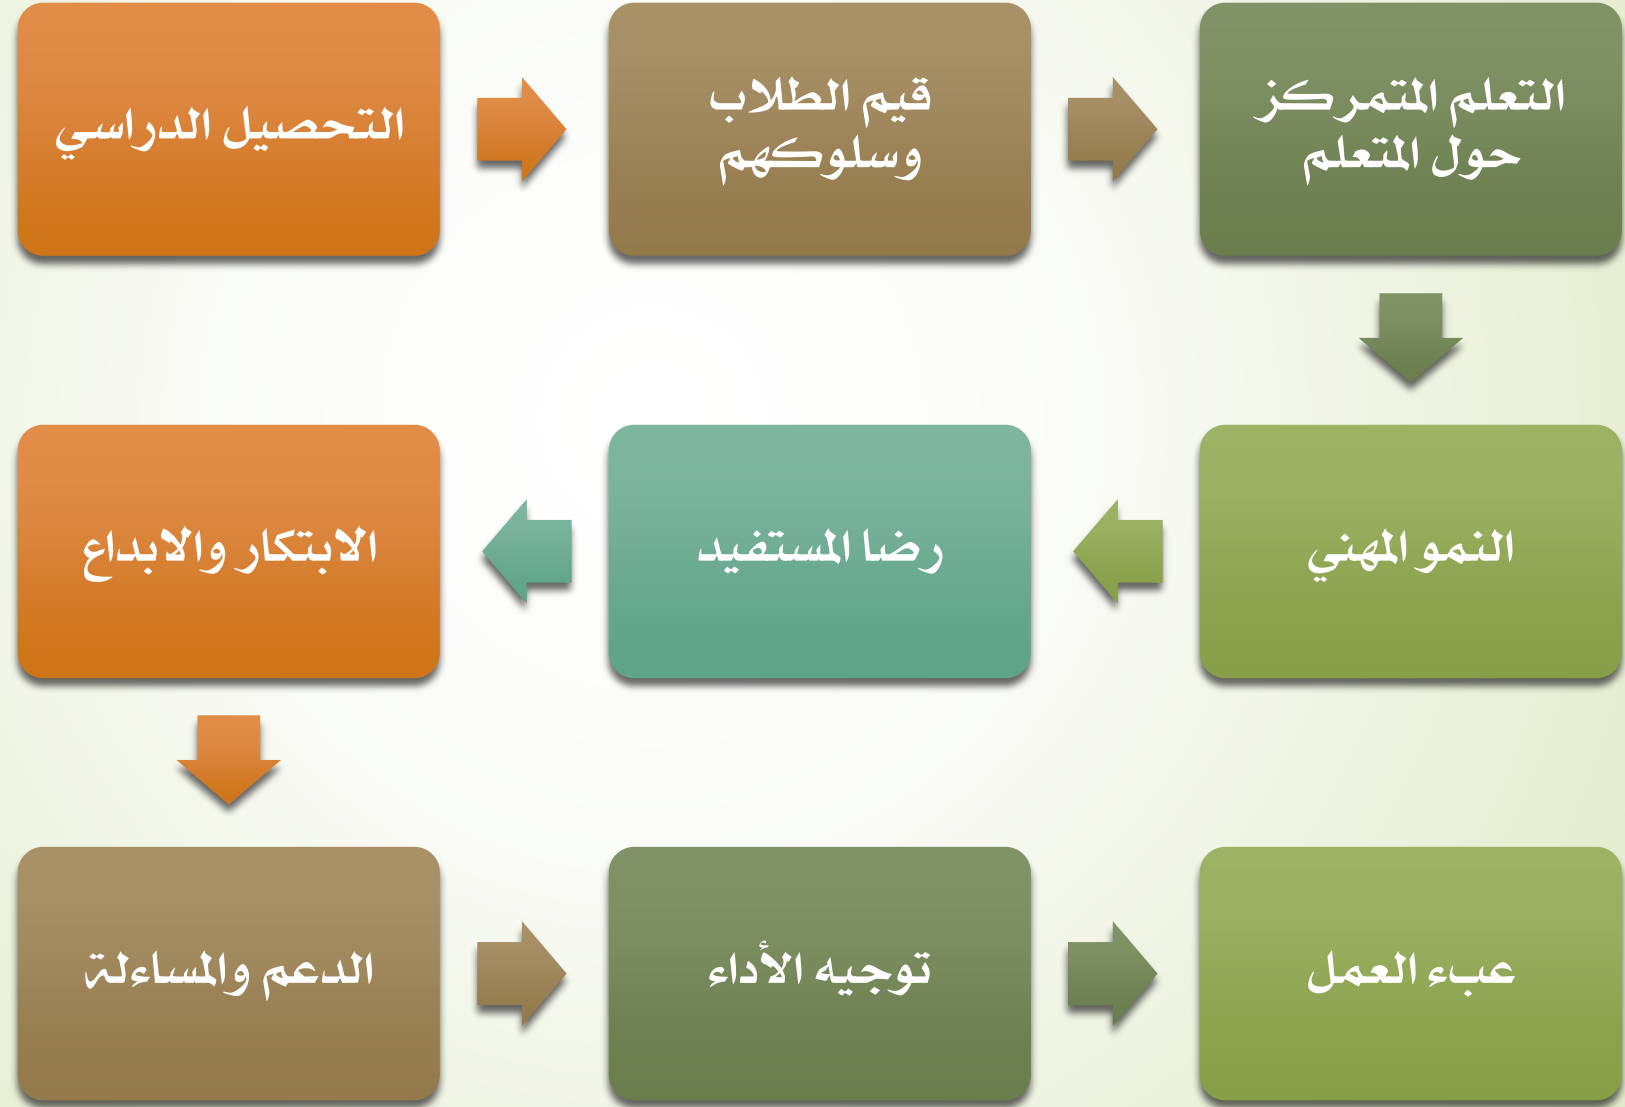 التحصيل الدراسي
قيم الطلاب
وسلوكهم
التعلم المتمركز
حول المتعلم
النمو المهني
رضا المستفيد
الابتكار والابداع
الدعم والمساءلة
توجيه الأداء
عبء العمل